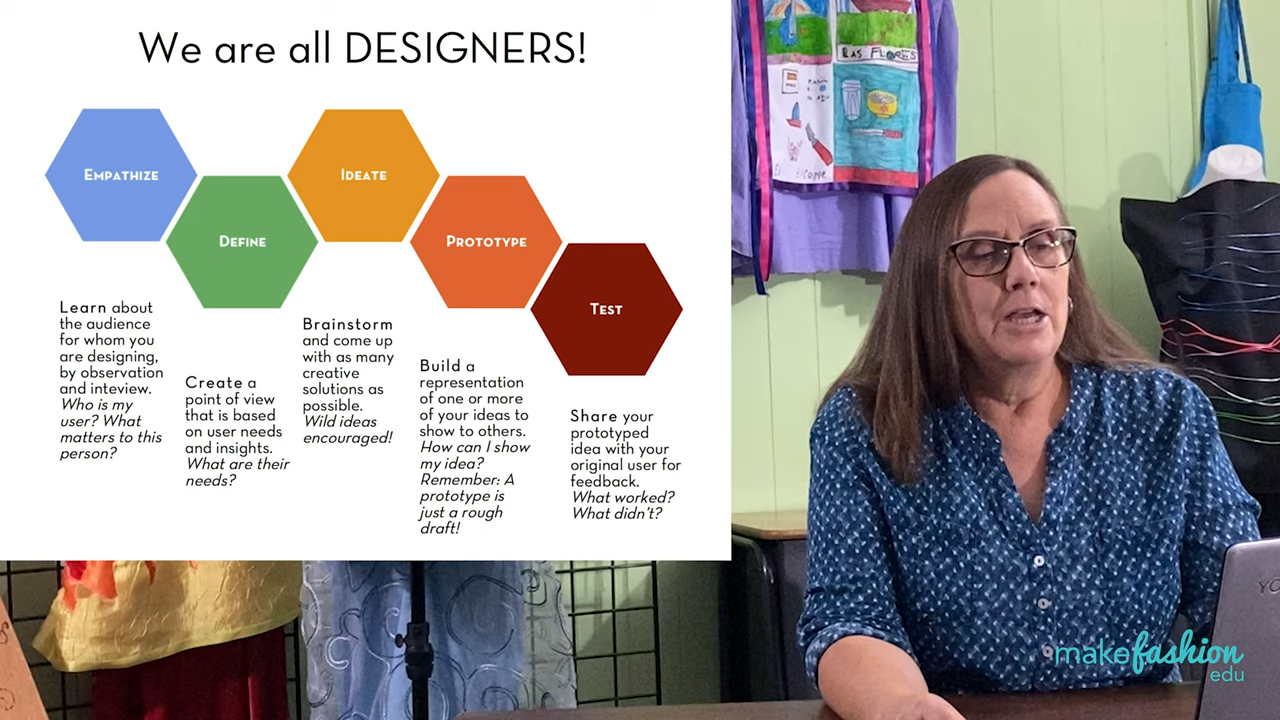 We are all DESIGNERS!
EMPATHIZE
DEFINE
IDEATE
PROTOTYPE
TEST
Learn about
the audience
for whom you
are designing,
by observation
and inteview.
Who is my
user? What
matters to this
person?
Create a
point of view
that is based
on user needs
and insights.
What are their
needs?
Brainstorm
and come up
with as many
creative
solutions as
possible.
Wild ideas
encouraged!
Build a
representation
of one or more
of your ideas to
show to others.
How can I show
my idea?
Remember: A
prototype is
just a rough
draft!
Share your
prototyped
idea with your
original user for
feedback.
What worked?
What didn't?
LAS FLORES
YO
makefashion
edu